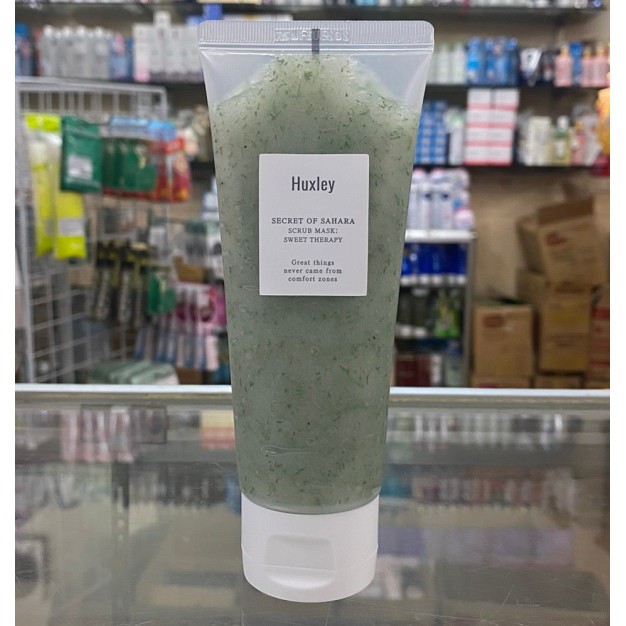 Huxley
SECRET OF SAHARA
SCRUB MASK:
SWEET THERAPY
Great things
never came from
comfort zones